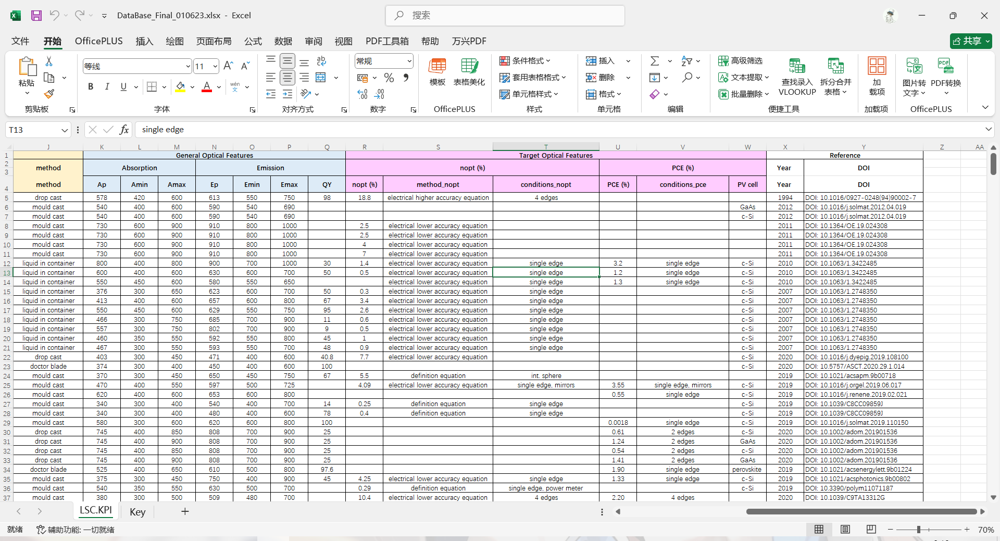 DataBase_Final_010623.xlsx - Excel
搜索
文件 开始 OfficePLUS 插入 绘图 页面布局 公式 数据 审阅 视图 PDF工具箱 帮助 万兴PDF 共享
粘贴
剪贴板
等线 11
B I U A wén 文
字体
ab
对齐方式
常规
% .00 .00
数字
模板 表格美化
OfficePLUS
条件格式
套用表格格式
单元格样式
样式
插入
删除
格式
单元格
编辑
高级筛选
文本提取
批量删除
查找录入 VLOOKUP
拆分合并 表格
便捷工具
加载项
加载项
图片转文字 PDF转换
OfficePLUS
T13 fx single edge
J K L M N O P Q R S T U V W X Y Z AA
1 General Optical Features Target Optical Features Reference
2 method Absorption Emission nopt (%) PCE (%) Year DOI
3
4 method Ap Amin Amax Ep Emin Emax QY nopt (%) method_nopt conditions_nopt PCE (%) conditions_pce PV cell Year DOI
5 drop cast 578 420 600 613 550 750 98 18.8 electrical higher accuracy equation 4 edges 1994 DOI: 10.1016/0927-0248(94)90002-7
6 mould cast 540 400 600 590 540 690 GaAs 2012 DOI: 10.1016/j.solmat.2012.04.019
7 mould cast 540 400 600 590 540 690 c-Si 2012 DOI: 10.1016/j.solmat.2012.04.019
8 mould cast 730 600 900 910 800 1000 2.5 electrical lower accuracy equation 2011 DOI: 10.1364/OE.19.024308
9 mould cast 730 600 900 910 800 1000 2.5 electrical lower accuracy equation 2011 DOI: 10.1364/OE.19.024308
10 mould cast 730 600 900 910 800 1000 4 electrical lower accuracy equation 2011 DOI: 10.1364/OE.19.024308
11 mould cast 730 600 900 910 800 1000 7 electrical lower accuracy equation 2011 DOI: 10.1364/OE.19.024308
12 liquid in container 800 400 800 900 700 1000 30 1.4 electrical lower accuracy equation single edge 3.2 single edge c-Si 2010 DOI: 10.1063/1.3422485
13 liquid in container 600 400 600 630 600 700 50 0.5 electrical lower accuracy equation single edge 1.2 single edge c-Si 2010 DOI: 10.1063/1.3422485
14 liquid in container 550 450 600 580 550 650 electrical lower accuracy equation single edge 1.3 single edge c-Si 2010 DOI: 10.1063/1.3422485
15 liquid in container 376 300 650 623 600 700 50 0.3 electrical lower accuracy equation single edge c-Si 2007 DOI: 10.1063/1.2748350
16 liquid in container 413 400 600 657 600 800 67 3.4 electrical lower accuracy equation single edge c-Si 2007 DOI: 10.1063/1.2748350
17 liquid in container 550 450 600 629 550 750 95 2.6 electrical lower accuracy equation single edge c-Si 2007 DOI: 10.1063/1.2748350
18 liquid in container 466 300 750 685 700 900 11 0.6 electrical lower accuracy equation single edge c-Si 2007 DOI: 10.1063/1.2748350
19 liquid in container 557 300 750 802 700 900 9 0.5 electrical lower accuracy equation single edge c-Si 2007 DOI: 10.1063/1.2748350
20 liquid in container 460 350 550 592 550 800 45 1 electrical lower accuracy equation single edge c-Si 2007 DOI: 10.1063/1.2748350
21 liquid in container 467 300 550 593 550 700 48 0.9 electrical lower accuracy equation single edge c-Si 2007 DOI: 10.1063/1.2748350
22 drop cast 403 300 450 471 400 600 40.8 7.7 electrical lower accuracy equation c-Si 2020 DOI: 10.1016/j.dyepig.2019.108100
23 doctor blade 374 300 400 450 400 600 100 c-Si 2020 DOI: 10.5757/ASCT.2020.29.1.014
24 mould cast 370 300 450 650 450 750 67 5.5 definition equation int. sphere 2019 DOI: 10.1021/acsapm.9b00718
25 mould cast 470 400 550 597 500 725 4.09 electrical lower accuracy equation single edge, mirrors 3.55 single edge, mirrors c-Si 2019 DOI: 10.1016/j.orgel.2019.06.017
26 mould cast 620 400 600 653 600 800 0.55 single edge c-Si 2019 DOI: 10.1016/j.renene.2019.02.021
27 mould cast 340 300 400 540 400 700 14 0.25 definition equation single edge c-Si 2019 DOI: 10.1039/C8CC09859J
28 mould cast 340 300 400 480 400 600 78 0.4 definition equation single edge c-Si 2019 DOI: 10.1039/C8CC09859J
29 mould cast 580 300 600 620 600 800 100 0.0018 single edge c-Si 2019 DOI: 10.1016/j.solmat.2019.110150
30 drop cast 745 400 850 808 700 900 25 0.61 2 edges c-Si 2020 DOI: 10.1002/adom.201901536
31 drop cast 745 400 900 808 700 900 25 1.24 2 edges GaAs 2020 DOI: 10.1002/adom.201901536
32 drop cast 745 400 850 808 700 900 25 0.54 2 edges c-Si 2020 DOI: 10.1002/adom.201901536
33 drop cast 745 400 900 808 700 900 25 1.41 2 edges GaAs 2020 DOI: 10.1002/adom.201901536
34 doctor blade 525 400 650 610 500 800 97.6 1.90 single edge perovskite 2019 DOI: 10.1021/acsenergylett.9b01224
35 mould cast 375 300 450 750 400 900 45 4.25 electrical lower accuracy equation single edge 1.33 single edge c-Si 2019 DOI: 10.1021/acsphotonics.9b00802
36 mould cast 540 350 550 630 500 700 0.29 definition equation single edge, power meter c-Si 2019 DOI: 10.3390/polym11071187
37 mould cast 380 300 500 509 480 700 10.4 electrical lower accuracy equation 4 edges 2.20 4 edges 2020 DOI: 10.1039/C9TA13312G
LSC.KPI Key
就绪 辅助功能: 一切就绪 70%